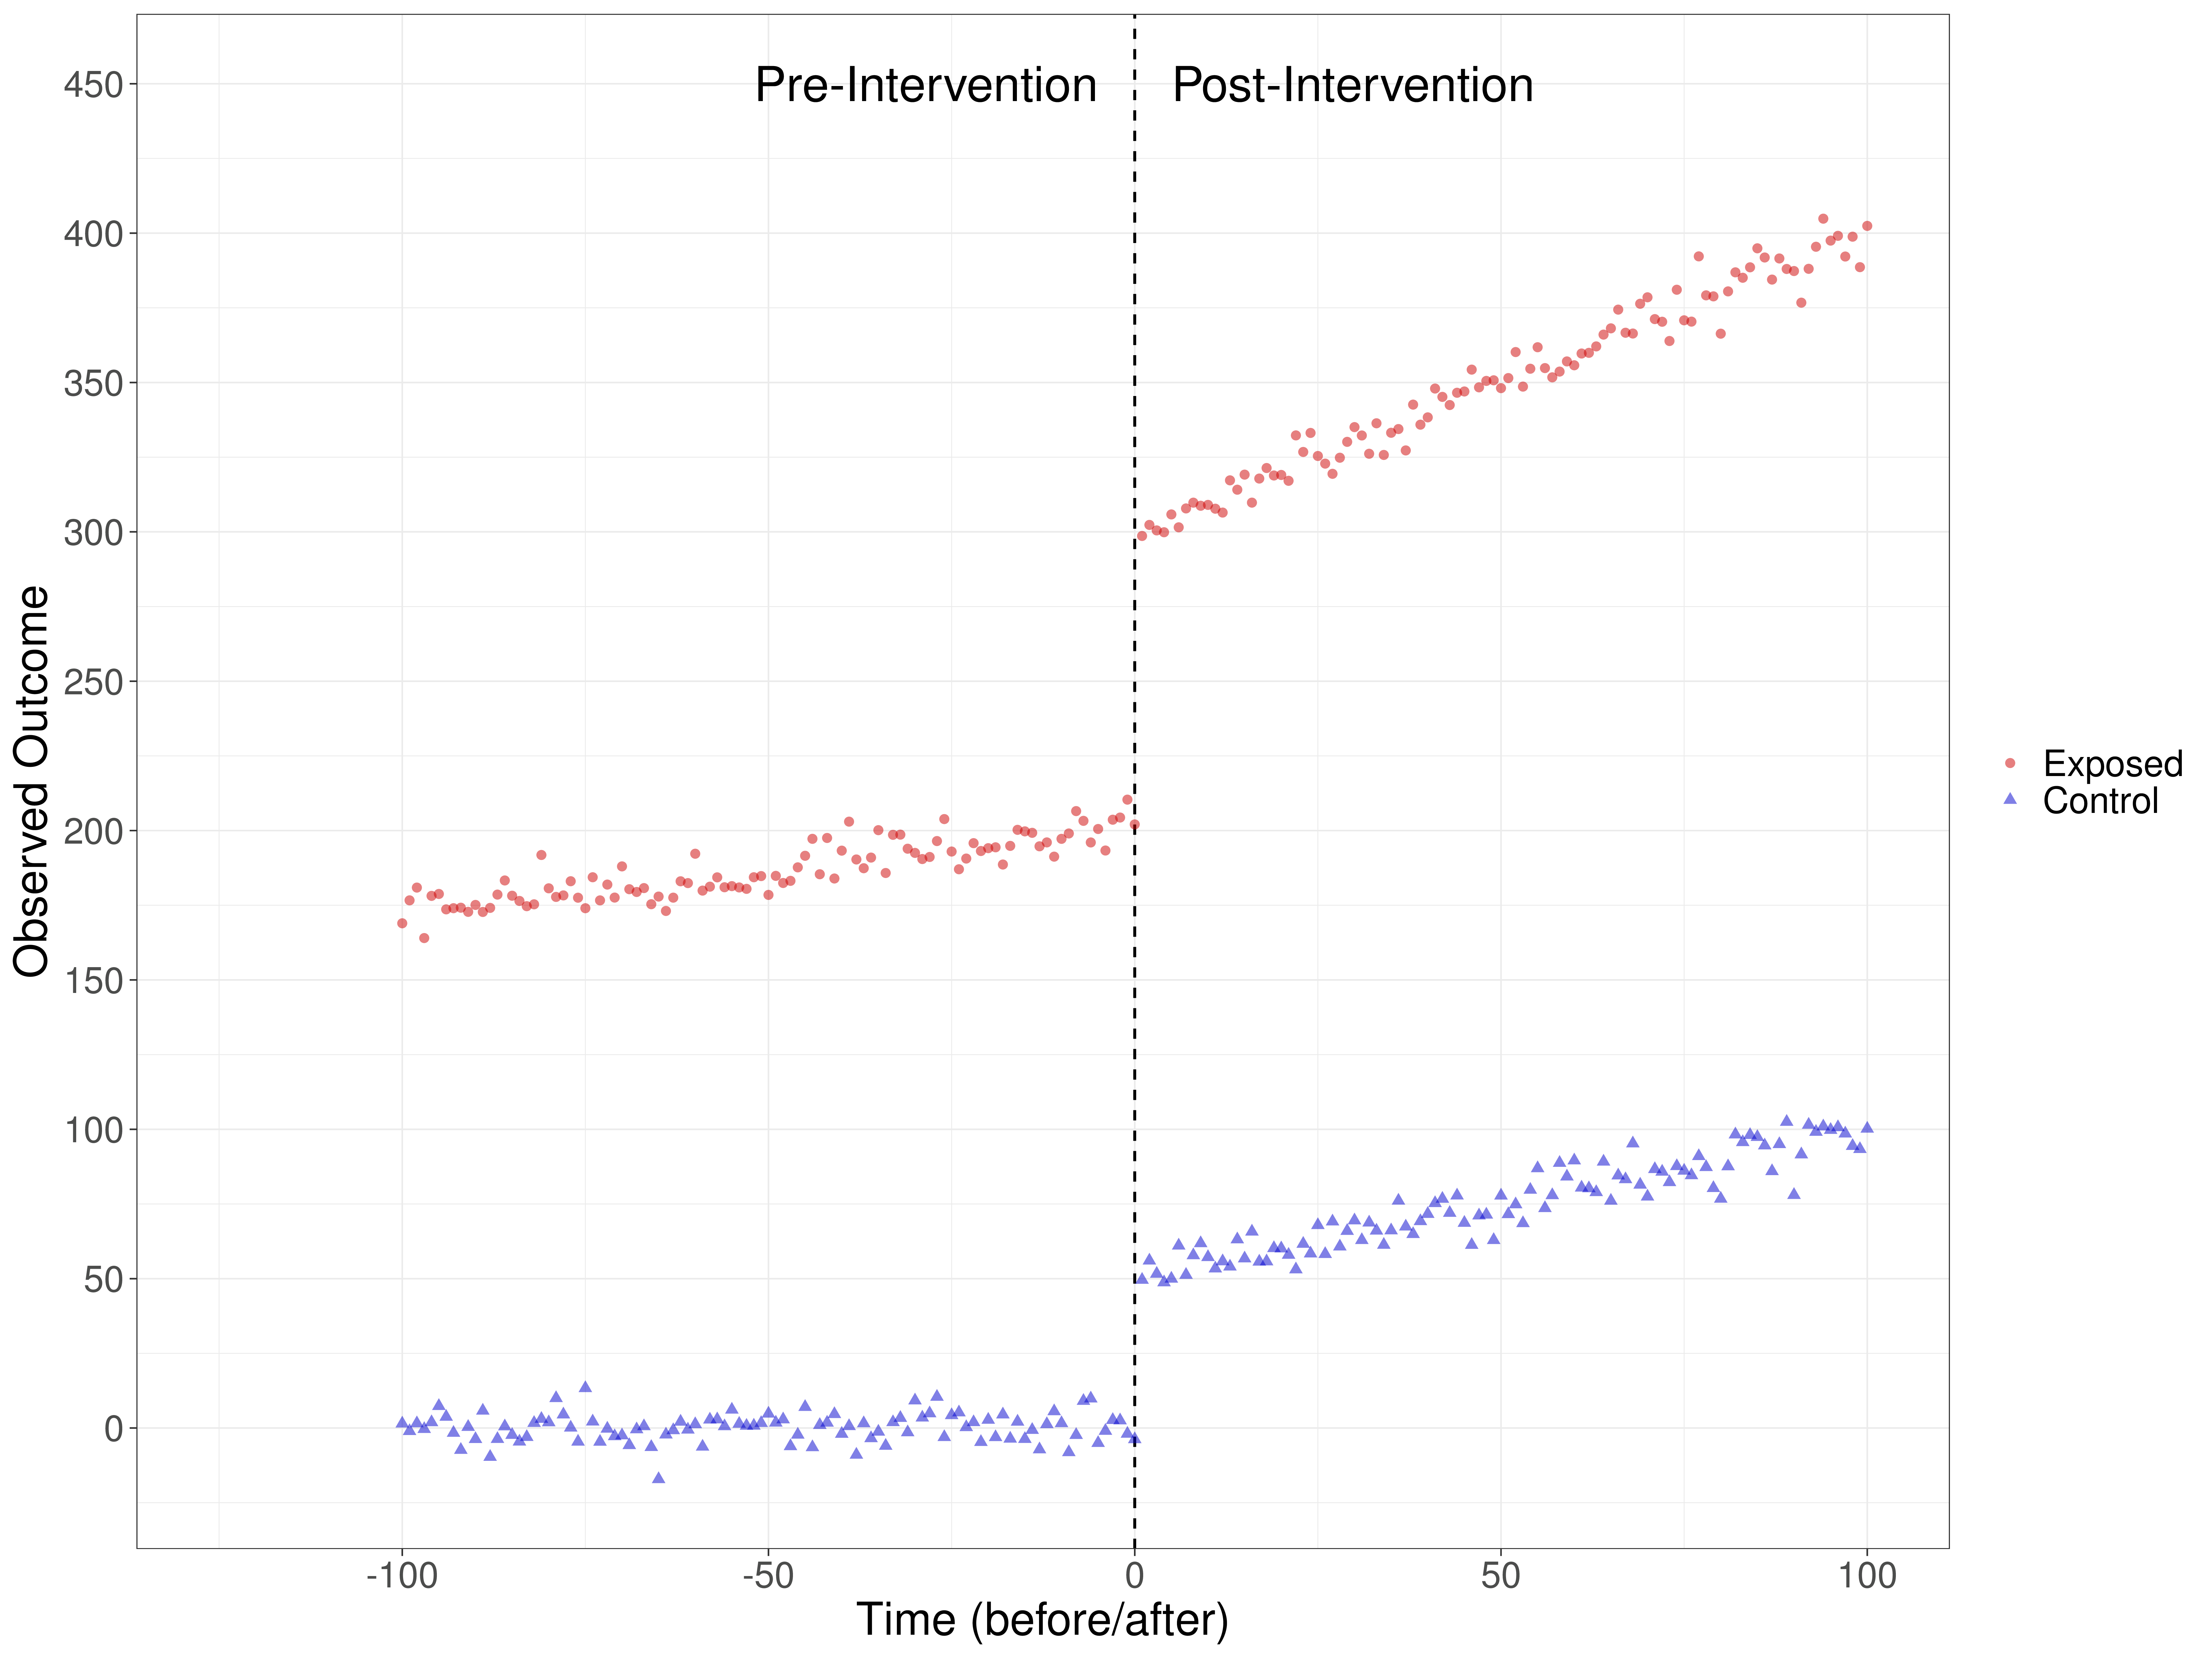 Pre-Intervention Post-Intervention
450
400
350
300
250
200
150
100
50
0
Observed Outcome
-100 -50 0 50 100
Time (before/after)
Exposed
Control